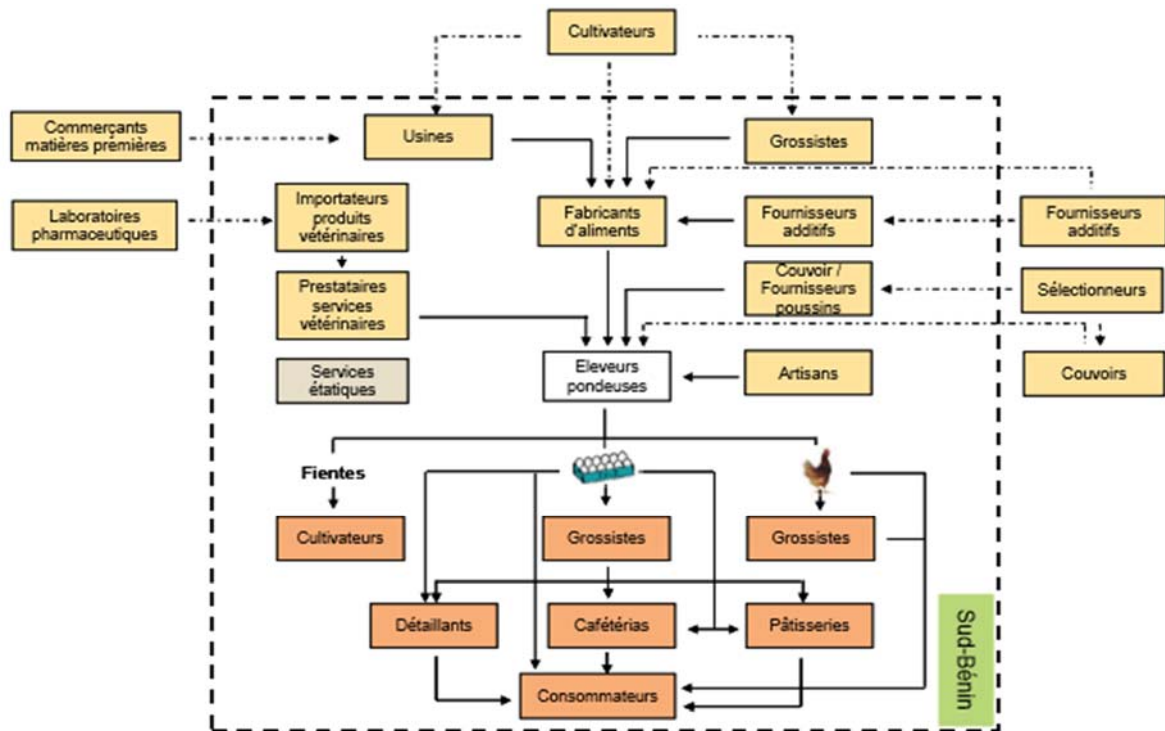 Cultivateurs
Commerçants
matières prémières
Usines
Grossistes
Laboratoires
pharmaceutiques
Importateurs
produits
vétérinaires
Fabricants
d'aliments
Fournisseurs
additifs
Fournisseurs
additifs
Prestataires
services
vétérinaires
Couvoir /
Fournisseurs
poussins
Sélectionneurs
Services
étatiques
Eleveurs
pondeuses
Artisans
Couvoirs
Fientes
Cultivateurs
Grossistes
Grossistes
Détaillants
Cafétérias
Pâtisseries
Consommateurs
Sud-Bénin